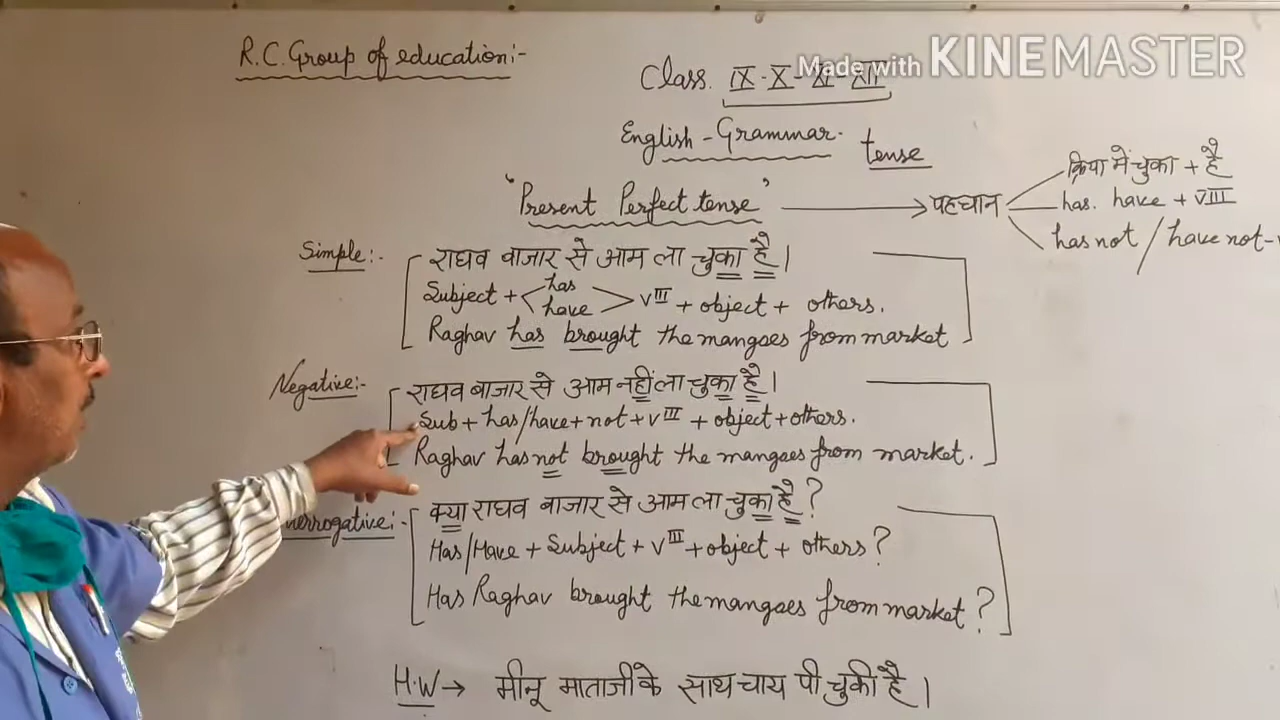 R.C. Group of education:-
Made with KINEMASTER
Class. IX - X - XI - XII
English - Grammar.
tense
"Present Perfect tense" → पहचान
क्रिया में चुका + है
has. have + VIII
has not / have not -
Simple:- राघव बाजार से आम ला चुका है।
Subject + has have VIII + object + others.
Raghav has brought the mangoes from market
Negative:- राघव बाजार से आम नहीं ला चुका है।
Sub + has/have + not + VIII + object + others.
Raghav has not brought the mangoes from market.
nerrogative:- क्या राघव बाजार से आम ला चुका है?
Has/Have + Subject + VIII + object + others?
Has Raghav brought the mangoes from market?
H.W → मीनू माताजी के साथ चाय पी चुकी है।